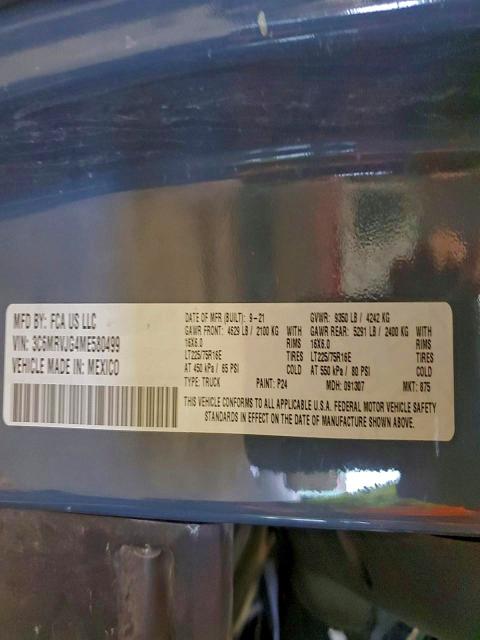 MFD BY: FCA US LLC
VIN: 3C6MRVJG4ME580499
VEHICLE MADE IN: MEXICO
DATE OF MFR (BUILT): 9-21 GVWR: 9350 LB / 4242 KG
GAWR FRONT: 4629 LB / 2100 KG WITH GAWR REAR: 5291 LB / 2400 KG WITH
16X6.0 RIMS 16X6.0 RIMS
LT225/75R16E TIRES LT225/75R16E TIRES
AT 450 kPa / 65 PSI COLD AT 550 kPa / 80 PSI COLD
TYPE: TRUCK PAINT: P24 MDH: 091307 MKT: 875
THIS VEHICLE CONFORMS TO ALL APPLICABLE U.S.A. FEDERAL MOTOR VEHICLE SAFETY
STANDARDS IN EFFECT ON THE DATE OF MANUFACTURE SHOWN ABOVE.